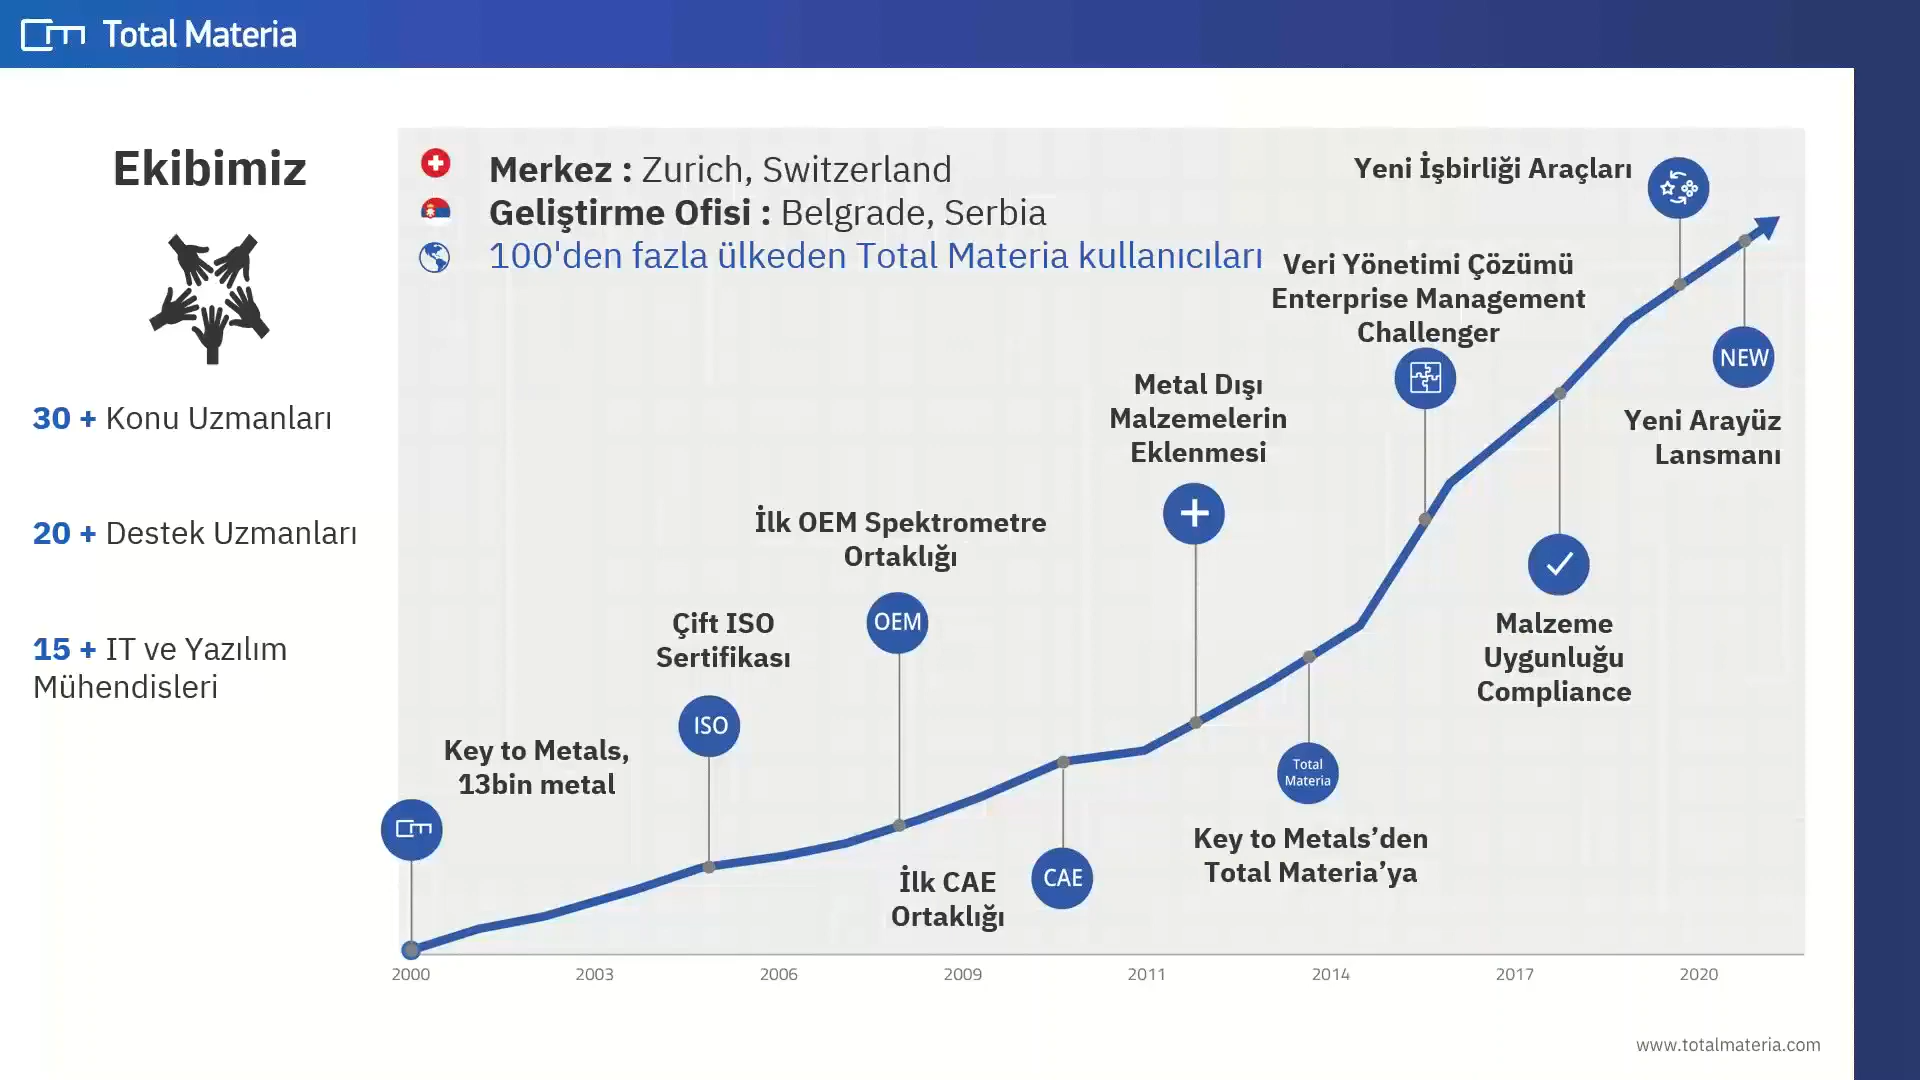 Total Materia
Ekibimiz
30 + Konu Uzmanları
20 + Destek Uzmanları
15 + IT ve Yazılım
Mühendisleri
Merkez : Zurich, Switzerland
Geliştirme Ofisi : Belgrade, Serbia
100'den fazla ülkeden Total Materia kullanıcıları
Key to Metals,
13bin metal
Çift ISO
Sertifikası
ISO
İlk OEM Spektrometre
Ortaklığı
OEM
İlk CAE
Ortaklığı
CAE
Metal Dışı
Malzemelerin
Eklenmesi
Total
Materia
Key to Metals’den
Total Materia’ya
Veri Yönetimi Çözümü
Enterprise Management
Challenger
Malzeme
Uygunluğu
Compliance
Yeni İşbirliği Araçları
NEW
Yeni Arayüz
Lansmanı
2000
2003
2006
2009
2011
2014
2017
2020
www.totalmateria.com